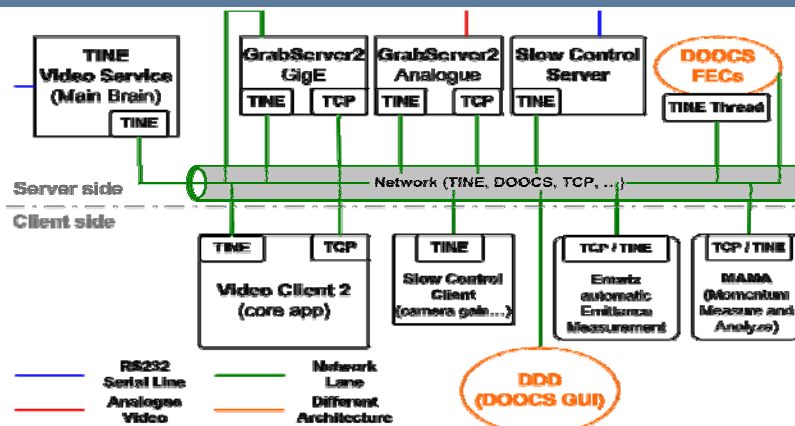 TINE
Video Service
(Main Brain)
TINE
GrabServer2
GigE
TINE
TCP
GrabServer2
Analogue
TINE
TCP
Slow Control
Server
TINE
DOOCS
FECs
TINE Thread
Network (TINE, DOOCS, TCP, ...)
Server side
Client side
TINE
TCP
Video Client 2
(core app)
TINE
Slow Control
Client
(camera gain...)
TCP / TINE
Emwiz
automatic
Emittance
Measurement
TCP / TINE
MAMA
(Momentum
Measure and
Analyze)
RS232
Serial Line
Network
Lane
Analogue
Video
Different
Architecture
DDD
(DOOCS GUI)